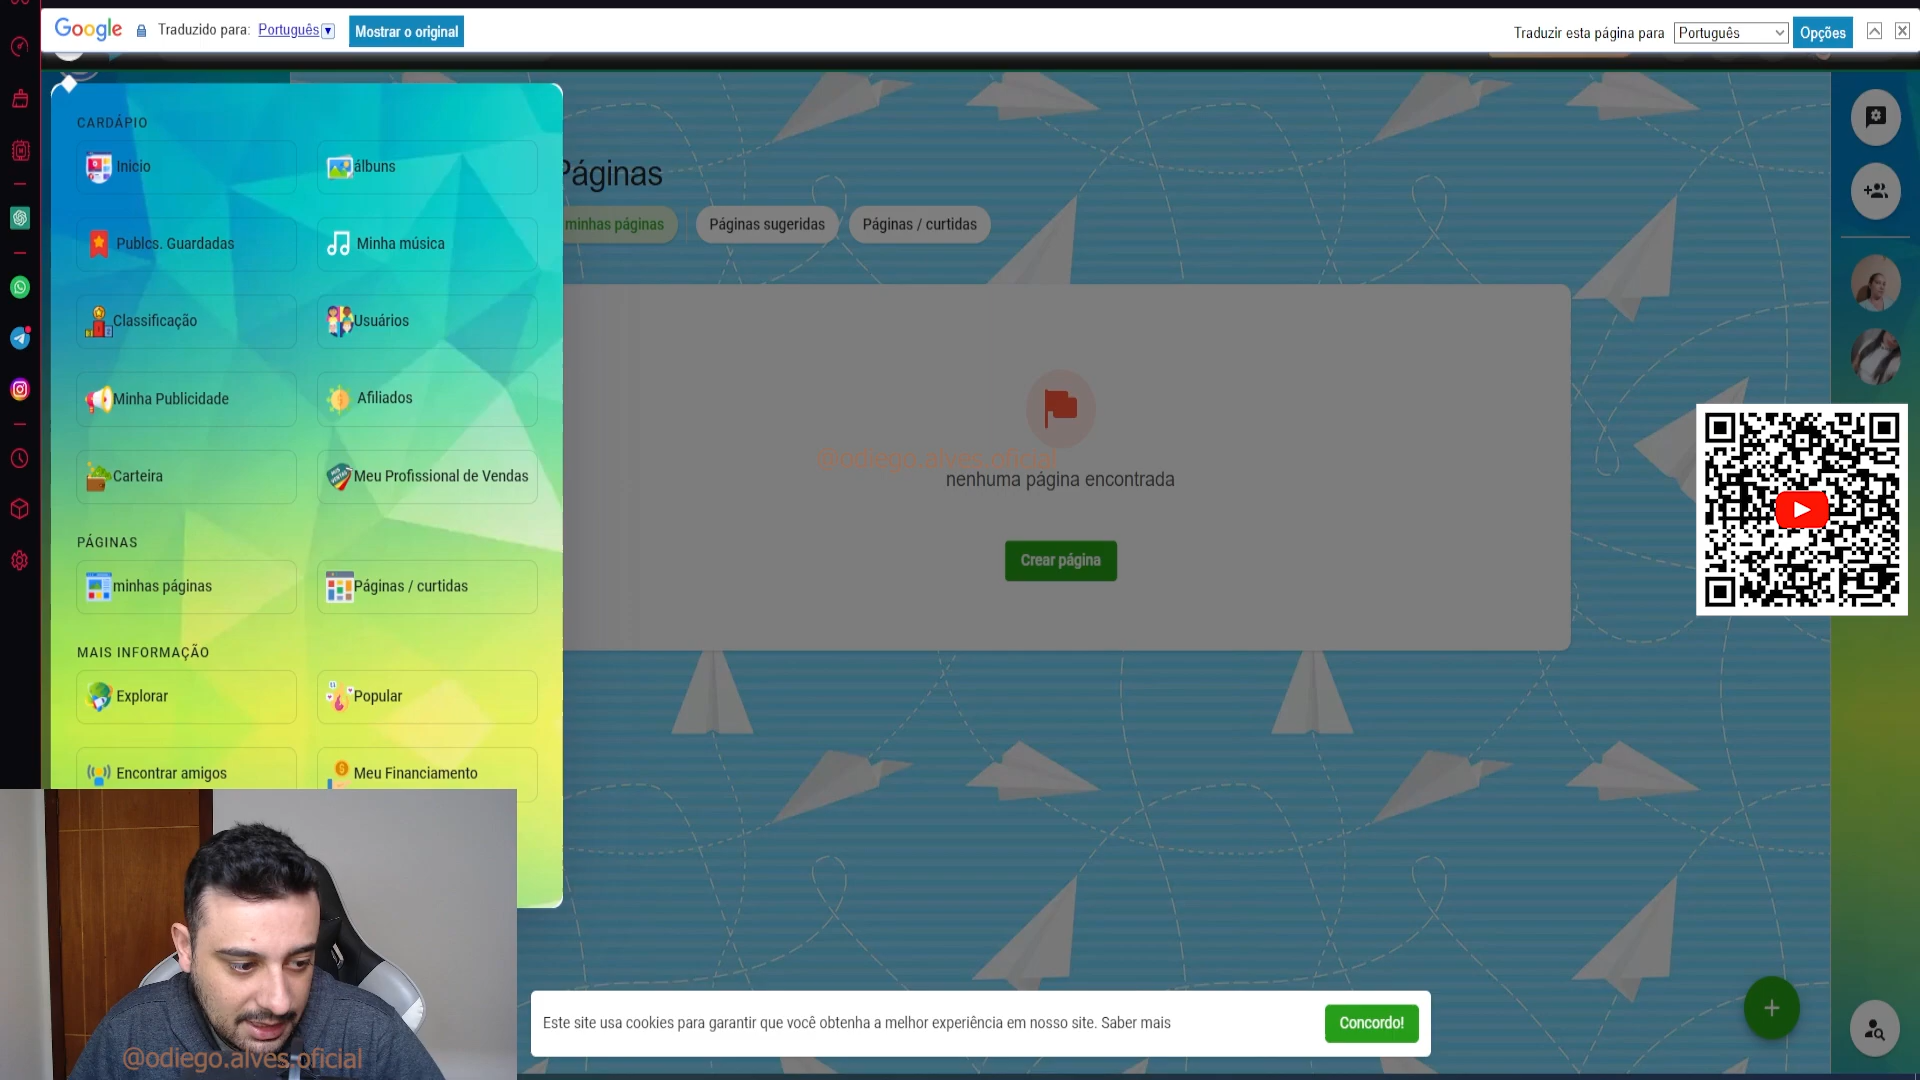 Google
Traduzido para: Português
Mostrar o original
Traduzir esta página para
Português
Opções
CARDÁPIO
Inicio
álbuns
Publcs. Guardadas
Minha música
Classificação
Usuários
Minha Publicidade
Afiliados
Carteira
Meu Profissional de Vendas
PÁGINAS
minhas páginas
Páginas / curtidas
MAIS INFORMAÇÃO
Explorar
Popular
Encontrar amigos
Meu Financiamento
Páginas
minhas páginas
Páginas sugeridas
Páginas / curtidas
@odiego.alves.oficial
nenhuma página encontrada
Crear página
Este site usa cookies para garantir que você obtenha a melhor experiência em nosso site. Saber mais
Concordo!
@odiego.alves.oficial